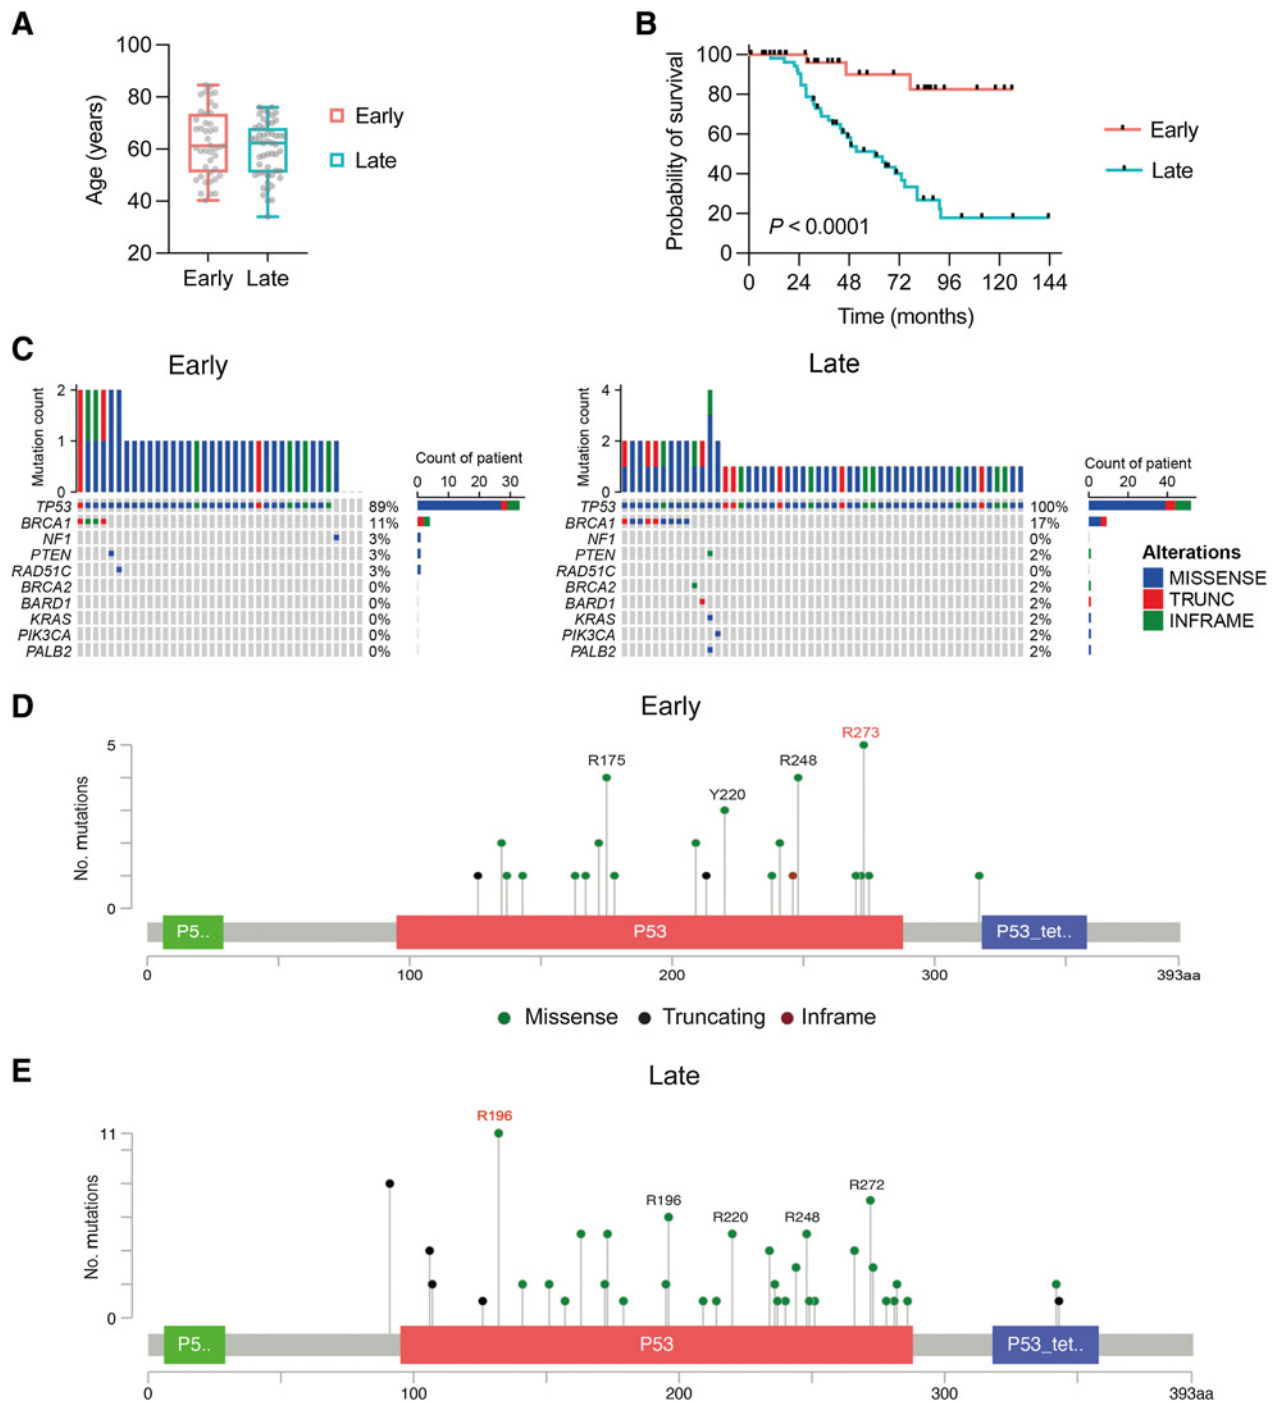 A
B
100
80
60
40
20
Age (years)
Early Late
Early
Late
100
80
60
40
20
0
Probability of survival
P < 0.0001
0 24 48 72 96 120 144
Time (months)
Early
Late
C
Early
Late
2
1
0
Mutation count
Count of patient
0 10 20 30
TP53 89%
BRCA1 11%
NF1 3%
PTEN 3%
RAD51C 3%
BRCA2 0%
BARD1 0%
KRAS 0%
PIK3CA 0%
PALB2 0%
4
2
0
Mutation count
Count of patient
0 20 40
TP53 100%
BRCA1 17%
NF1 0%
PTEN 2%
RAD51C 0%
BRCA2 2%
BARD1 2%
KRAS 2%
PIK3CA 2%
PALB2 2%
Alterations
MISSENSE
TRUNC
INFRAME
D
Early
5
0
No. mutations
R175
Y220
R248
R273
P5..
P53
P53_tet..
0 100 200 300 393aa
Missense Truncating Inframe
E
Late
11
0
No. mutations
R196
R196
R220
R248
R272
P5..
P53
P53_tet..
0 100 200 300 393aa